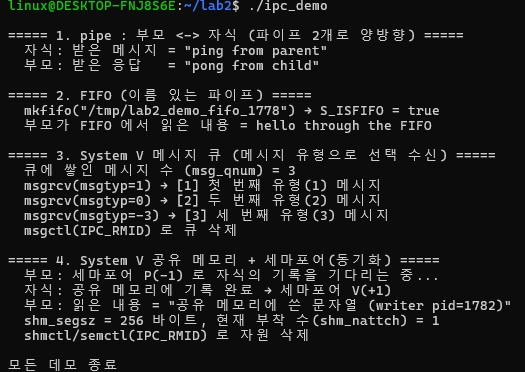 linux@DESKTOP-FNJ8S6E:~/lab2$ ./ipc_demo
===== 1. pipe : 부모 <-> 자식 (파이프 2개로 양방향) =====
자식: 받은 메시지 = "ping from parent"
부모: 받은 응답 = "pong from child"
===== 2. FIFO (이름 있는 파이프) =====
mkfifo("/tmp/lab2_demo_fifo_1778") → S_ISFIFO = true
부모가 FIFO 에서 읽은 내용 = hello through the FIFO
===== 3. System V 메시지 큐 (메시지 유형으로 선택 수신) =====
큐에 쌓인 메시지 수 (msg_qnum) = 3
msgrcv(msgtyp=1) → [1] 첫 번째 유형(1) 메시지
msgrcv(msgtyp=0) → [2] 두 번째 유형(2) 메시지
msgrcv(msgtyp=-3) → [3] 세 번째 유형(3) 메시지
msgctl(IPC_RMID) 로 큐 삭제
===== 4. System V 공유 메모리 + 세마포어(동기화) =====
부모: 세마포어 P(-1) 로 자식의 기록을 기다리는 중...
자식: 공유 메모리에 기록 완료 → 세마포어 V(+1)
부모: 읽은 내용 = "공유 메모리에 쓴 문자열 (writer pid=1782)"
shm_segsz = 256 바이트, 현재 부착 수(shm_nattch) = 1
shmctl/semctl(IPC_RMID) 로 자원 삭제
모든 데모 종료